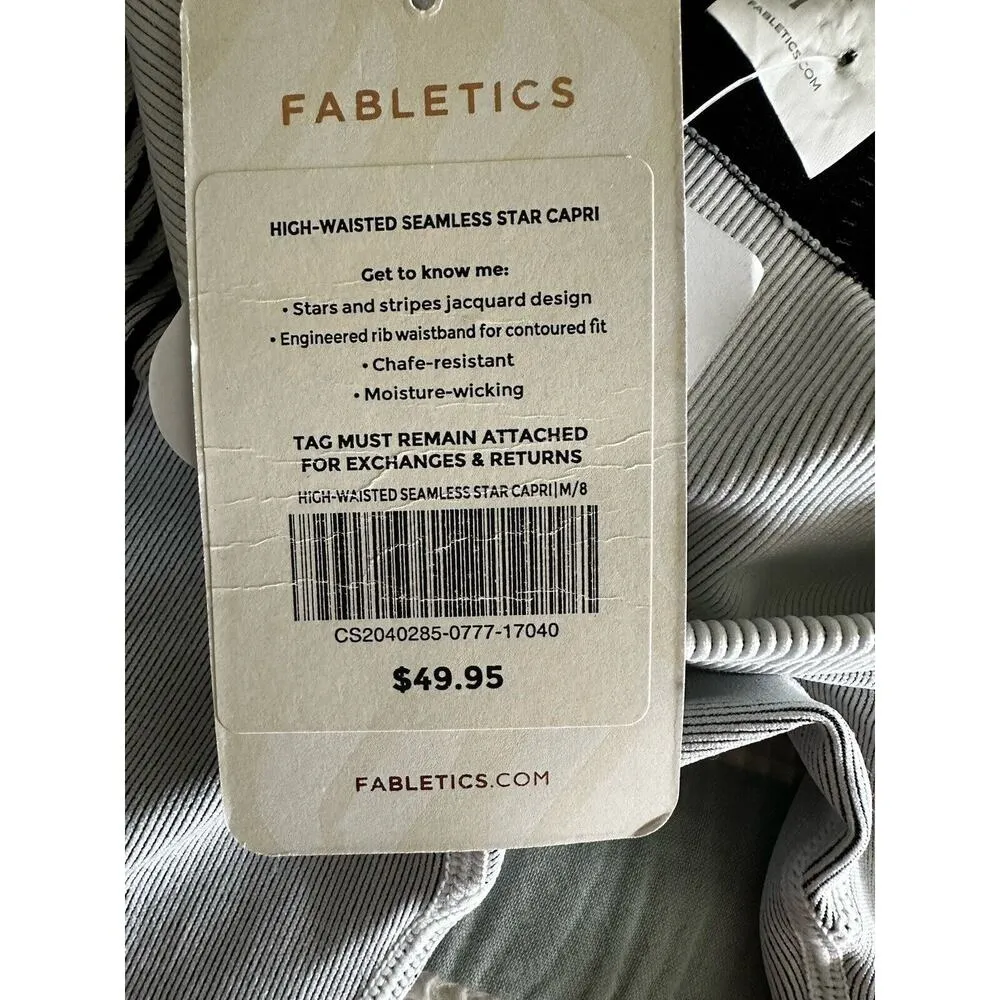 FABLETICS
HIGH-WAISTED SEAMLESS STAR CAPRI
Get to know me:
• Stars and stripes jacquard design
• Engineered rib waistband for contoured fit
• Chafe-resistant
• Moisture-wicking
TAG MUST REMAIN ATTACHED
FOR EXCHANGES & RETURNS
HIGH-WAISTED SEAMLESS STAR CAPRI|M/8
CS2040285-0777-17040
$49.95
FABLETICS.COM
FABLETICS.COM